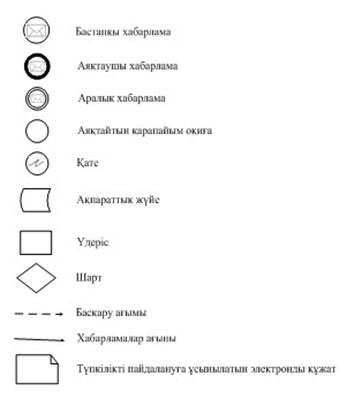 Бастапқы хабарлама
Аяқтаушы хабарлама
Аралық хабарлама
Аяқтайтын қарапайым оқиға
Қате
Ақпараттық жүйе
Үдеріс
Шарт
Басқару ағымы
Хабарламалар ағыны
Түпкілікті пайдалануға ұсынылатын электронды құжат